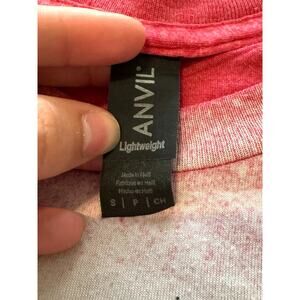 ANVIL®
Lightweight
Made in Haiti
Fabriqué en Haïti
Hecho en Haití
S | P | CH